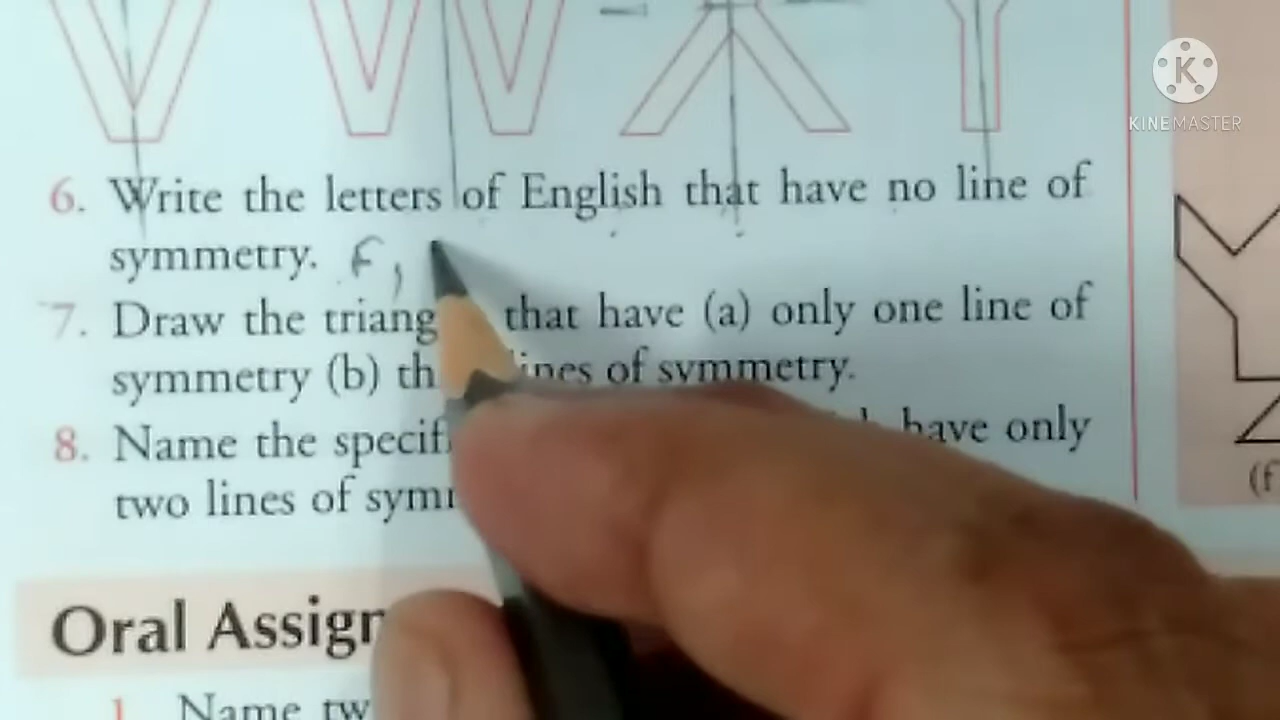 KINEMASTER
6. Write the letters of English that have no line of
symmetry. F,
7. Draw the triang that have (a) only one line of
symmetry (b) th lines of symmetry.
8. Name the specif have only
two lines of sym
(f
Oral Assign
1. Name tw